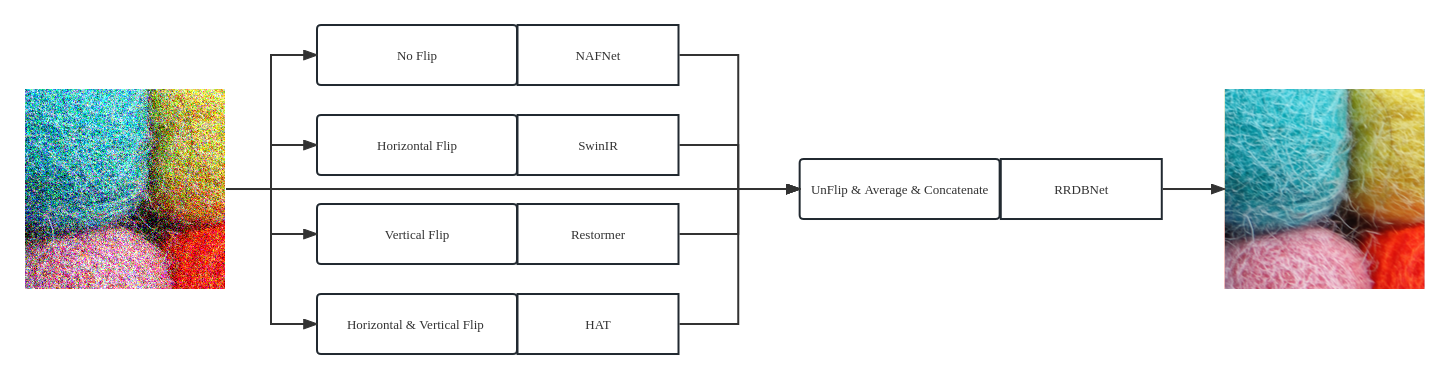 No Flip
NAFNet
Horizontal Flip
SwinIR
UnFlip & Average & Concatenate
RRDBNet
Vertical Flip
Restormer
Horizontal & Vertical Flip
HAT